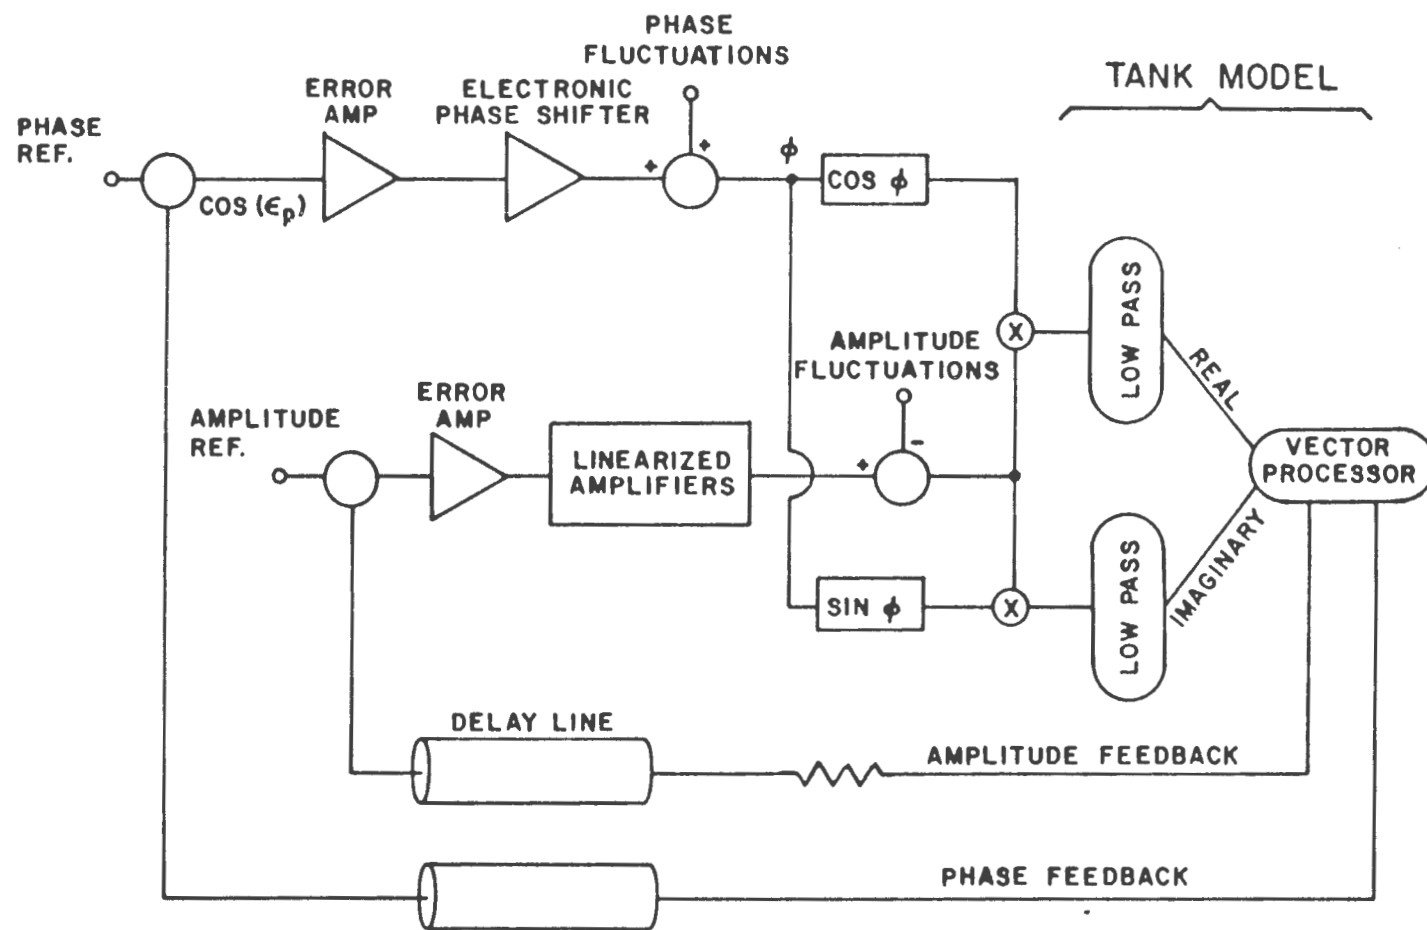 PHASE
FLUCTUATIONS
TANK MODEL
ERROR
AMP
ELECTRONIC
PHASE SHIFTER
PHASE
REF.
+
+
ϕ
COS ϕ
COS (ϵp)
X
LOW PASS
REAL
AMPLITUDE
FLUCTUATIONS
ERROR
AMP
AMPLITUDE
REF.
LINEARIZED
AMPLIFIERS
+
-
VECTOR
PROCESSOR
SIN ϕ
X
LOW PASS
IMAGINARY
DELAY LINE
AMPLITUDE FEEDBACK
PHASE FEEDBACK